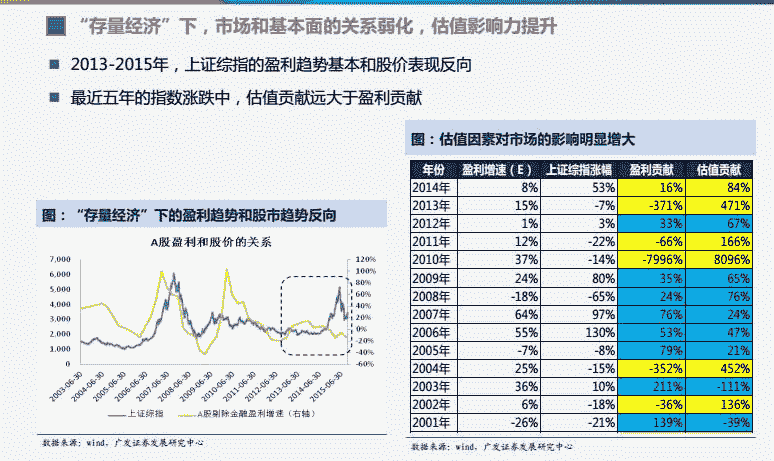 “存量经济”下，市场和基本面的关系弱化，估值影响力提升
2013-2015年，上证综指的盈利趋势基本和股价表现反向
最近五年的指数涨跌中，估值贡献远大于盈利贡献
图：“存量经济”下的盈利趋势和股市趋势反向
A股盈利和股价的关系
7,000 120%
6,000 100%
5,000 80%
4,000 60%
3,000 40%
2,000 20%
1,000 0%
0 -20%
-40%
-60%
2003-06-30 2004-06-30 2005-06-30 2006-06-30 2007-06-30 2008-06-30 2009-06-30 2010-06-30 2011-06-30 2012-06-30 2013-06-30 2014-06-30 2015-06-30
上证综指 A股剔除金融盈利增速（右轴）
数据来源：wind，广发证券发展研究中心
图：估值因素对市场的影响明显增大
年份 盈利增速（E） 上证综指涨幅 盈利贡献 估值贡献
2014年 8% 53% 16% 84%
2013年 15% -7% -371% 471%
2012年 1% 3% 33% 67%
2011年 12% -22% -66% 166%
2010年 37% -14% -7996% 8096%
2009年 24% 80% 35% 65%
2008年 -18% -65% 24% 76%
2007年 64% 97% 76% 24%
2006年 55% 130% 53% 47%
2005年 -7% -8% 79% 21%
2004年 25% -15% -352% 452%
2003年 36% 10% 211% -111%
2002年 6% -18% -36% 136%
2001年 -26% -21% 139% -39%
数据来源：wind，广发证券发展研究中心